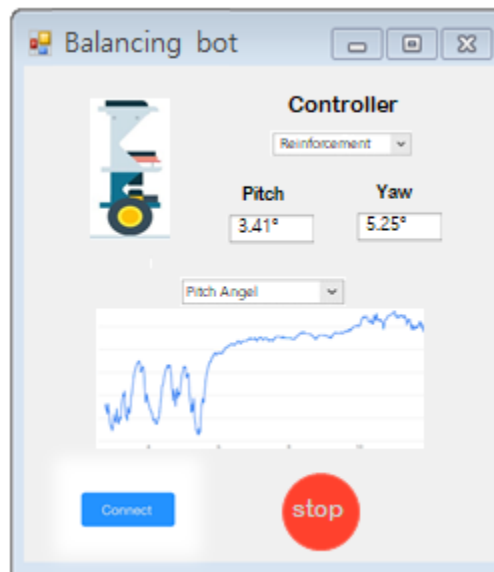 Balancing bot
Controller
Reinforcement
Pitch
Yaw
3.41°
5.25°
Pitch Angel
Connect
stop